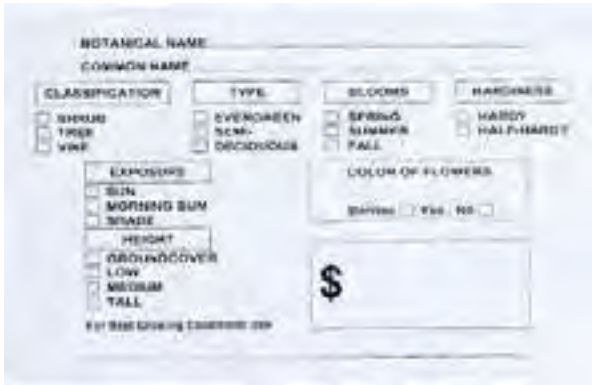 BOTANICAL NAME
COMMON NAME
CLASSIFICATION TYPE BLOOMS HARDINESS
SHRUB EVERGREEN SPRING HARDY
TREE SEMI- SUMMER HALF-HARDY
VINE DECIDUOUS FALL
EXPOSURE COLOR OF FLOWERS
SUN
MORNING SUN
SHADE Berries Yes No
HEIGHT
GROUNDCOVER
LOW
MEDIUM $
TALL
For Best Growing Conditions Use